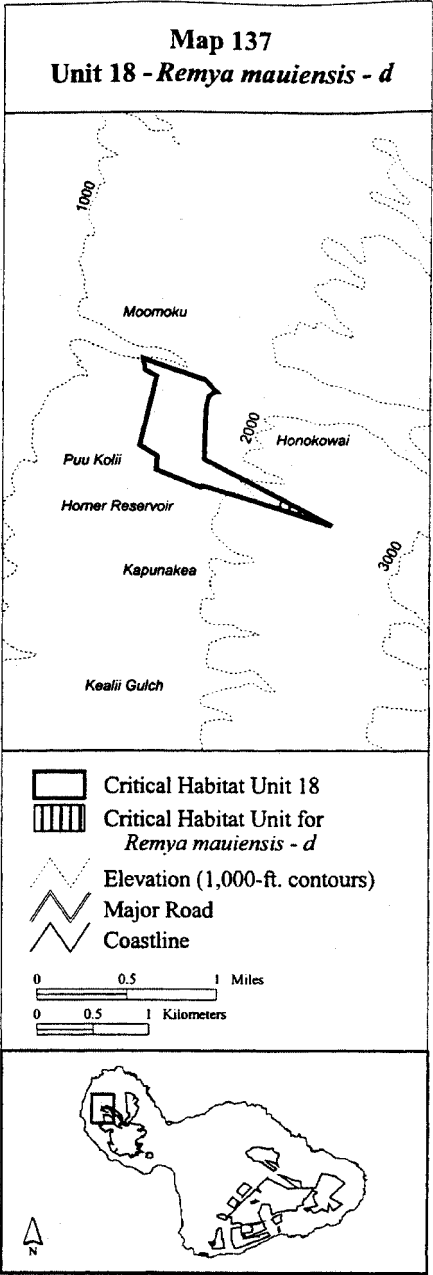 Map 137
Unit 18 - Remya mauiensis - d
1000
Moomoku
2000
Honokowai
Puu Kolii
Horner Reservoir
3000
Kapunakea
Kealii Gulch
Critical Habitat Unit 18
Critical Habitat Unit for
Remya mauiensis - d
Elevation (1,000-ft. contours)
Major Road
Coastline
0 0.5 1 Miles
0 0.5 1 Kilometers
N